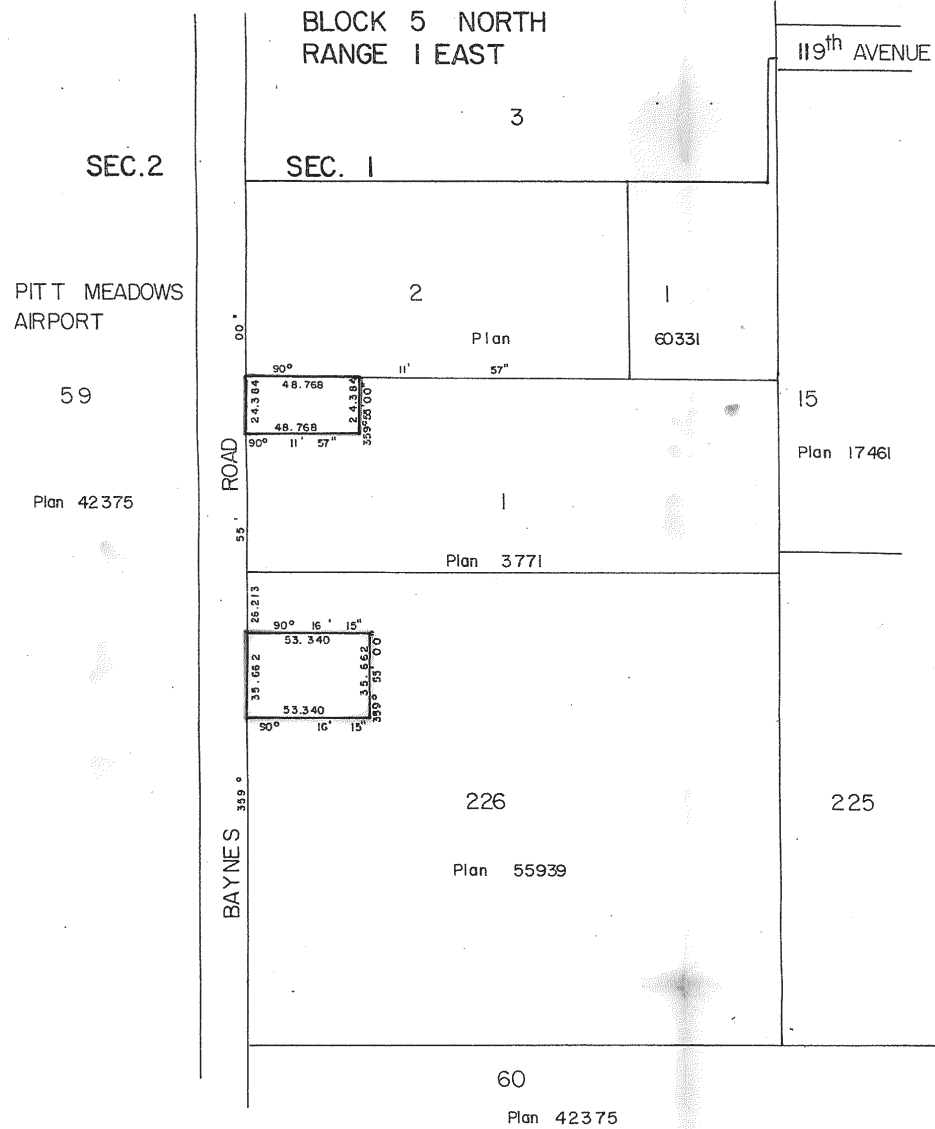 BLOCK 5 NORTH
RANGE 1 EAST
119th AVENUE
3
SEC.2
SEC. 1
PITT MEADOWS
AIRPORT
2
1
00"
Plan
60331
90° 11' 57"
48.768
24.384
24.384
359° 55' 00"
48.768
90° 11' 57"
59
15
Plan 17461
ROAD
Plan 42375
55'
1
Plan 3771
26.213
90° 16' 15"
53.340
35.662
35.662
359° 55' 00
53.340
90° 16' 15"
359°
226
225
BAYNES
Plan 55939
60
Plan 42375